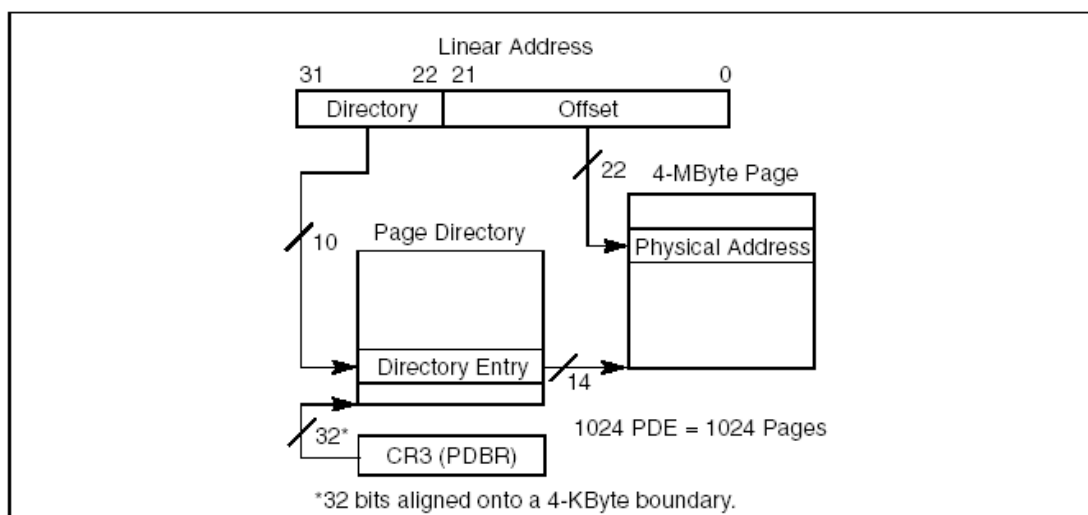 Linear Address
31 22 21 0
Directory Offset
22
4-MByte Page
10
Page Directory
Physical Address
Directory Entry
14
32*
1024 PDE = 1024 Pages
CR3 (PDBR)
*32 bits aligned onto a 4-KByte boundary.